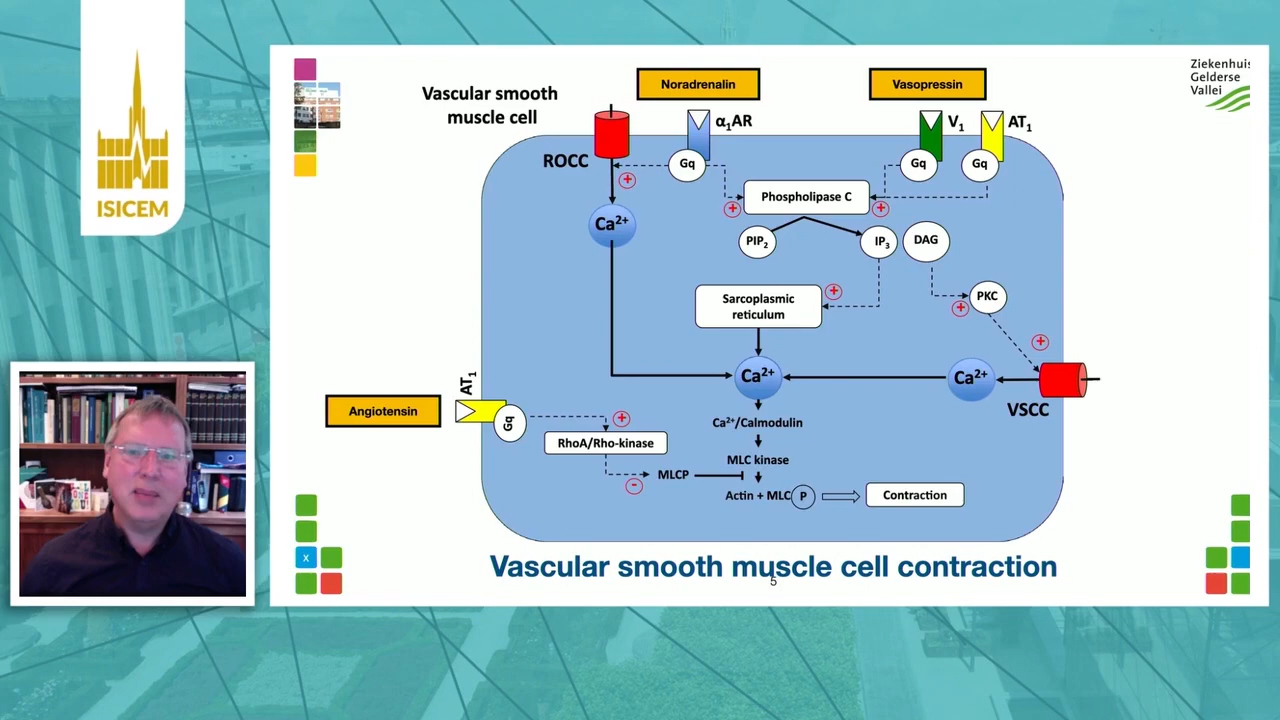 ISICEM
Ziekenhuis
Gelderse
Vallei
Vascular smooth
muscle cell
Noradrenalin
Vasopressin
ROCC
α₁AR
V₁
AT₁
Gq
Gq
Gq
Phospholipase C
+
+
+
Ca²⁺
PIP₂
IP₃
DAG
Sarcoplasmic
reticulum
+
PKC
+
+
Ca²⁺
Ca²⁺
VSCC
AT₁
Angiotensin
Gq
+
RhoA/Rho-kinase
-
MLCP
Ca²⁺/Calmodulin
MLC kinase
Actin + MLC P
Contraction
x
Vascular smooth muscle cell contraction
5